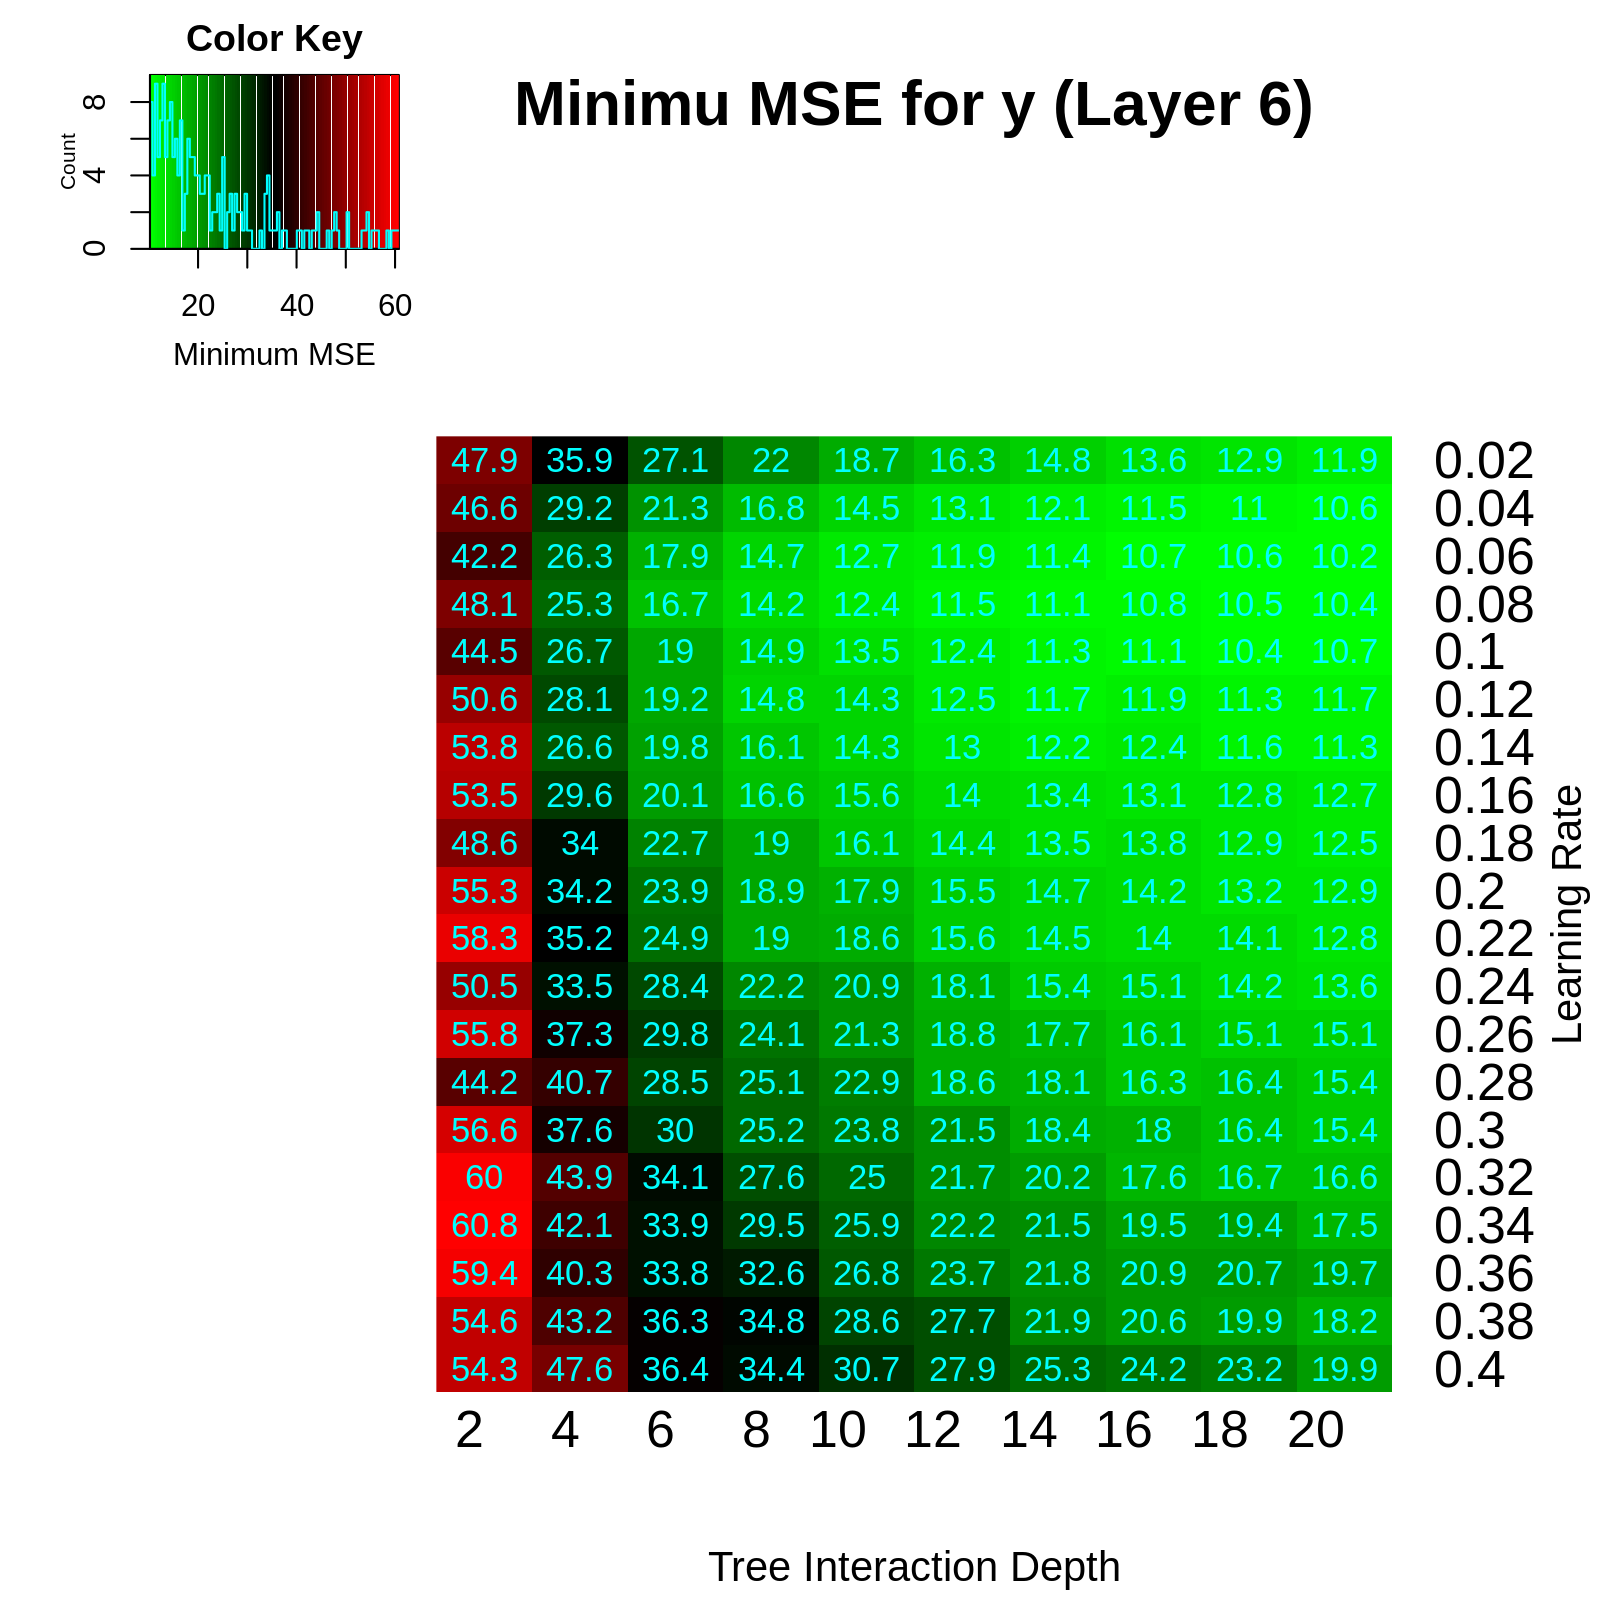 Color Key
Minimu MSE for y (Layer 6)
Count
0 4 8
20 40 60
Minimum MSE
47.9 35.9 27.1 22 18.7 16.3 14.8 13.6 12.9 11.9 0.02
46.6 29.2 21.3 16.8 14.5 13.1 12.1 11.5 11 10.6 0.04
42.2 26.3 17.9 14.7 12.7 11.9 11.4 10.7 10.6 10.2 0.06
48.1 25.3 16.7 14.2 12.4 11.5 11.1 10.8 10.5 10.4 0.08
44.5 26.7 19 14.9 13.5 12.4 11.3 11.1 10.4 10.7 0.1
50.6 28.1 19.2 14.8 14.3 12.5 11.7 11.9 11.3 11.7 0.12
53.8 26.6 19.8 16.1 14.3 13 12.2 12.4 11.6 11.3 0.14
53.5 29.6 20.1 16.6 15.6 14 13.4 13.1 12.8 12.7 0.16
48.6 34 22.7 19 16.1 14.4 13.5 13.8 12.9 12.5 0.18
55.3 34.2 23.9 18.9 17.9 15.5 14.7 14.2 13.2 12.9 0.2
58.3 35.2 24.9 19 18.6 15.6 14.5 14 14.1 12.8 0.22
50.5 33.5 28.4 22.2 20.9 18.1 15.4 15.1 14.2 13.6 0.24
55.8 37.3 29.8 24.1 21.3 18.8 17.7 16.1 15.1 15.1 0.26
44.2 40.7 28.5 25.1 22.9 18.6 18.1 16.3 16.4 15.4 0.28
56.6 37.6 30 25.2 23.8 21.5 18.4 18 16.4 15.4 0.3
60 43.9 34.1 27.6 25 21.7 20.2 17.6 16.7 16.6 0.32
60.8 42.1 33.9 29.5 25.9 22.2 21.5 19.5 19.4 17.5 0.34
59.4 40.3 33.8 32.6 26.8 23.7 21.8 20.9 20.7 19.7 0.36
54.6 43.2 36.3 34.8 28.6 27.7 21.9 20.6 19.9 18.2 0.38
54.3 47.6 36.4 34.4 30.7 27.9 25.3 24.2 23.2 19.9 0.4
Learning Rate
2 4 6 8 10 12 14 16 18 20
Tree Interaction Depth